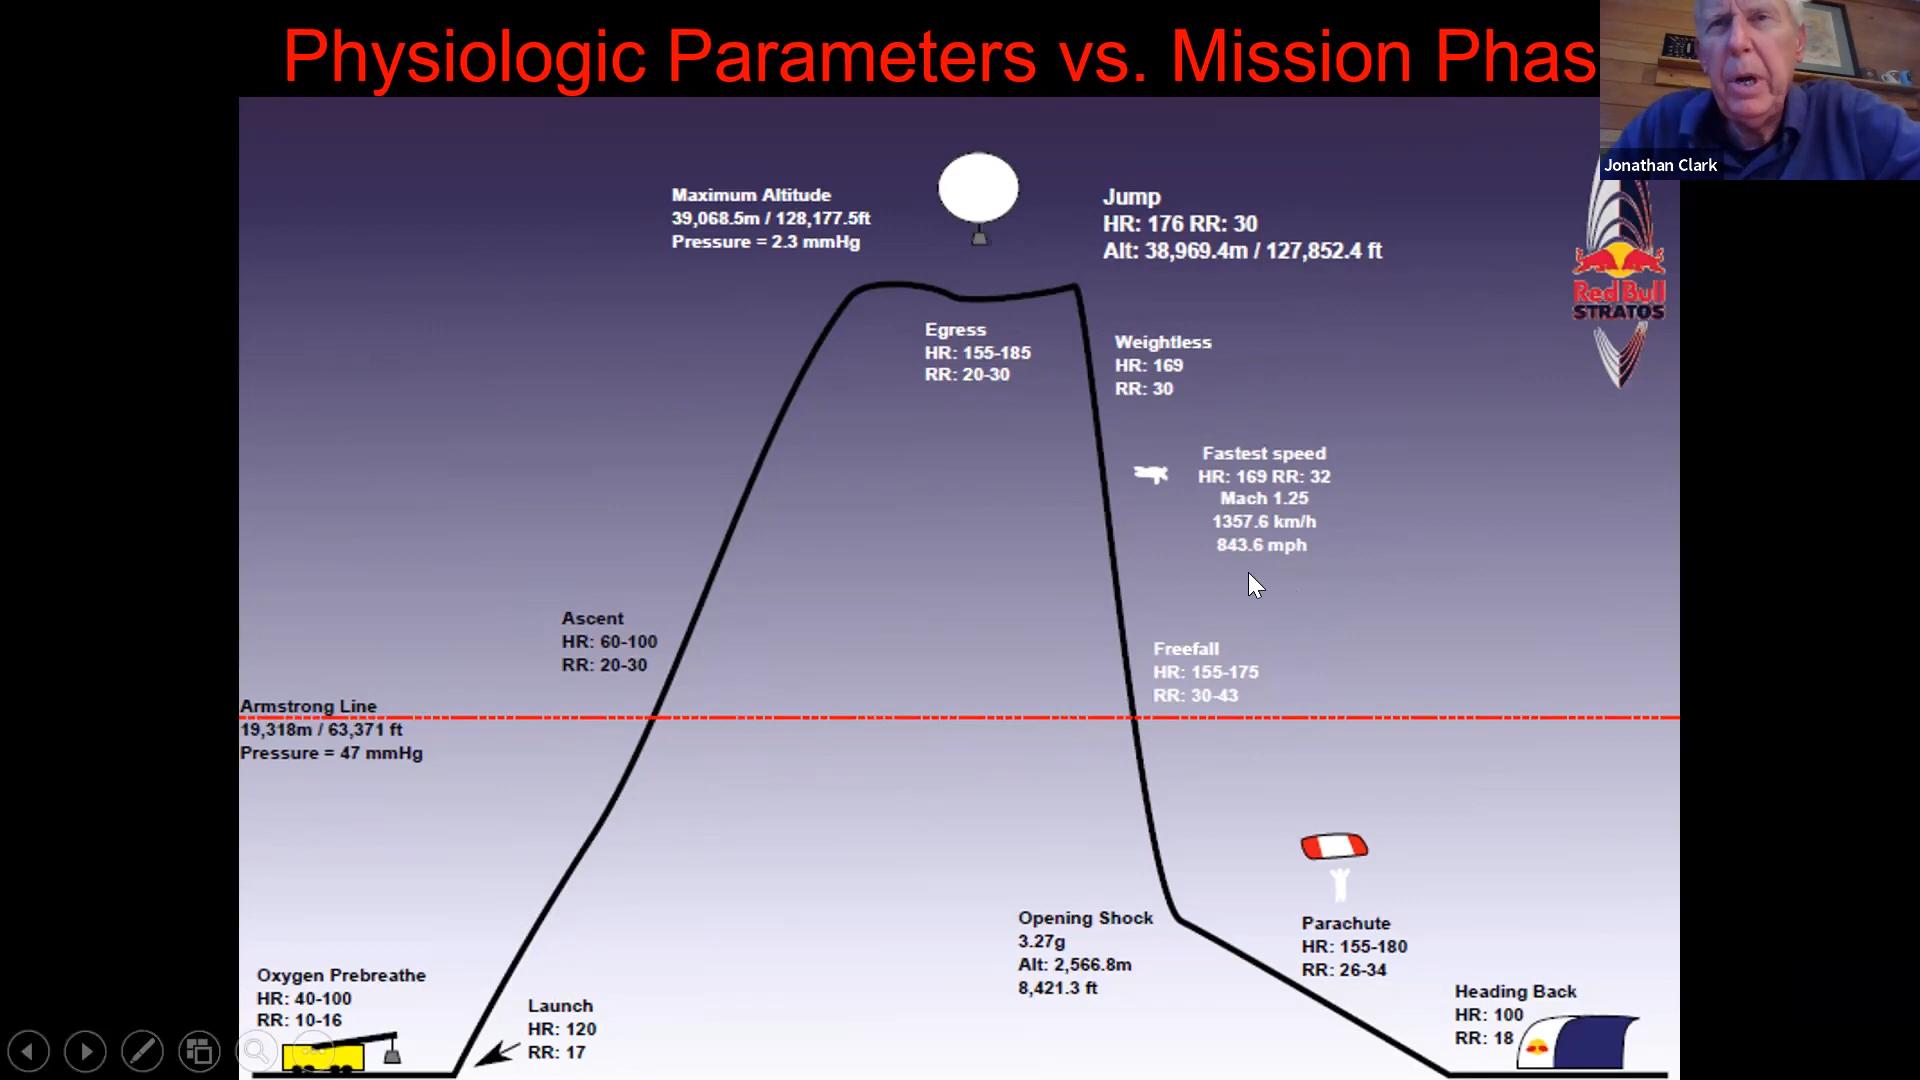 Physiologic Parameters vs. Mission Phas
Jonathan Clark
Maximum Altitude
39,068.5m / 128,177.5ft
Pressure = 2.3 mmHg
Jump
HR: 176 RR: 30
Alt: 38,969.4m / 127,852.4 ft
Red Bull
STRATOS
Egress
HR: 155-185
RR: 20-30
Weightless
HR: 169
RR: 30
Fastest speed
HR: 169 RR: 32
Mach 1.25
1357.6 km/h
843.6 mph
Ascent
HR: 60-100
RR: 20-30
Freefall
HR: 155-175
RR: 30-43
Armstrong Line
19,318m / 63,371 ft
Pressure = 47 mmHg
Opening Shock
3.27g
Alt: 2,566.8m
8,421.3 ft
Parachute
HR: 155-180
RR: 26-34
Oxygen Prebreathe
HR: 40-100
RR: 10-16
Launch
HR: 120
RR: 17
Heading Back
HR: 100
RR: 18